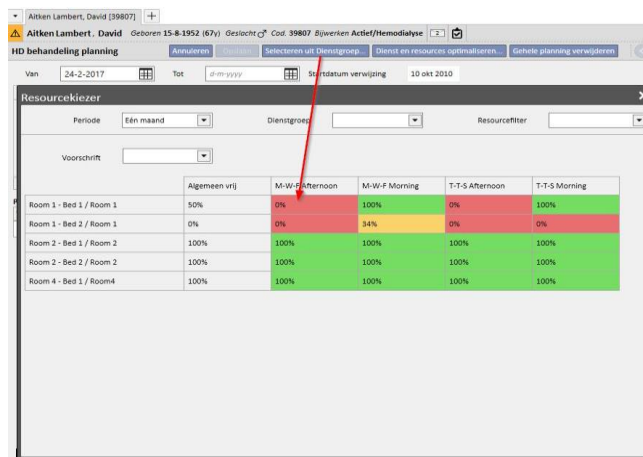 Aitken Lambert, David [39807]
Aitken Lambert. David Geboren 15-8-1952 (67y) Geslacht Cod. 39807 Bijwerken Actief/Hemodialyse 2
HD behandeling planning Annuleren Opslaan Selecteren uit Dienstgroep... Dienst en resources optimaliseren... Gehele planning verwijderen
Van 24-2-2017 Tot d-m-yyyy Startdatum verwijzing 10 okt 2010
Resourcekiezer
Periode Eén maand Dienstgroep Resourcefilter
Voorschrift
Algemeen vrij M-W-F Afternoon M-W-F Morning T-T-S Afternoon T-T-S Morning
Room 1 - Bed 1 / Room 1 50% 0% 100% 0% 100%
Room 1 - Bed 2 / Room 1 0% 0% 34% 0% 0%
Room 2 - Bed 1 / Room 2 100% 100% 100% 100% 100%
Room 2 - Bed 2 / Room 2 100% 100% 100% 100% 100%
Room 4 - Bed 1 / Room4 100% 100% 100% 100% 100%